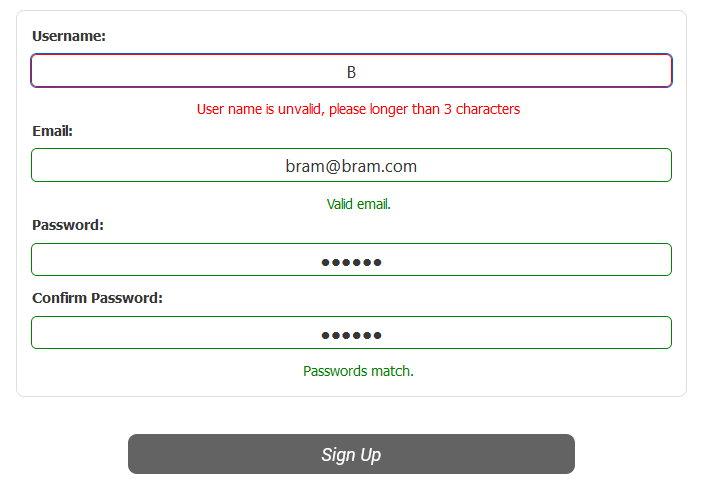 Username:
B
User name is unvalid, please longer than 3 characters
Email:
bram@bram.com
Valid email.
Password:
●●●●●●
Confirm Password:
●●●●●●
Passwords match.
Sign Up